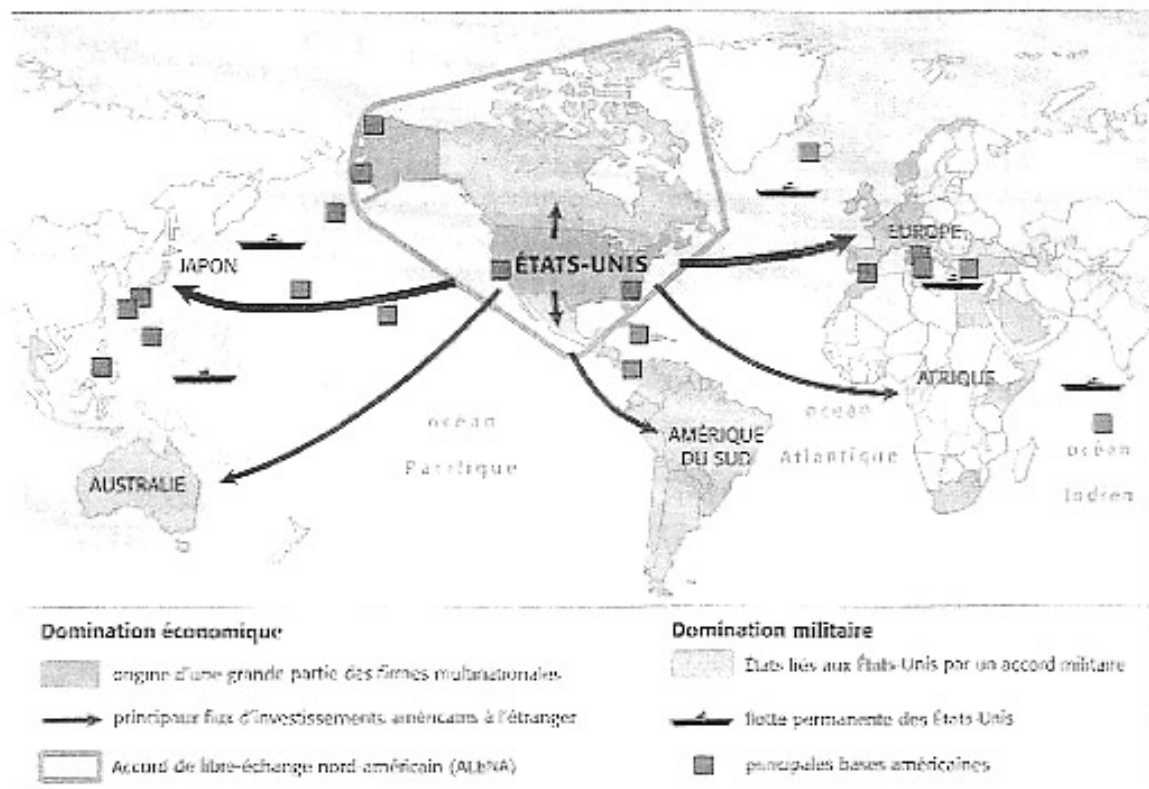 JAPON
ÉTATS-UNIS
EUROPE
AFRIQUE
océan
Pacifique
AMÉRIQUE
DU SUD
océan
Atlantique
océan
Indien
AUSTRALIE
Domination économique
origine d'une grande partie des firmes multinationales
principaux flux d'investissements américains à l'étranger
Accord de libre-échange nord-américain (ALENA)
Domination militaire
États liés aux États-Unis par un accord militaire
flotte permanente des États-Unis
principales bases américaines